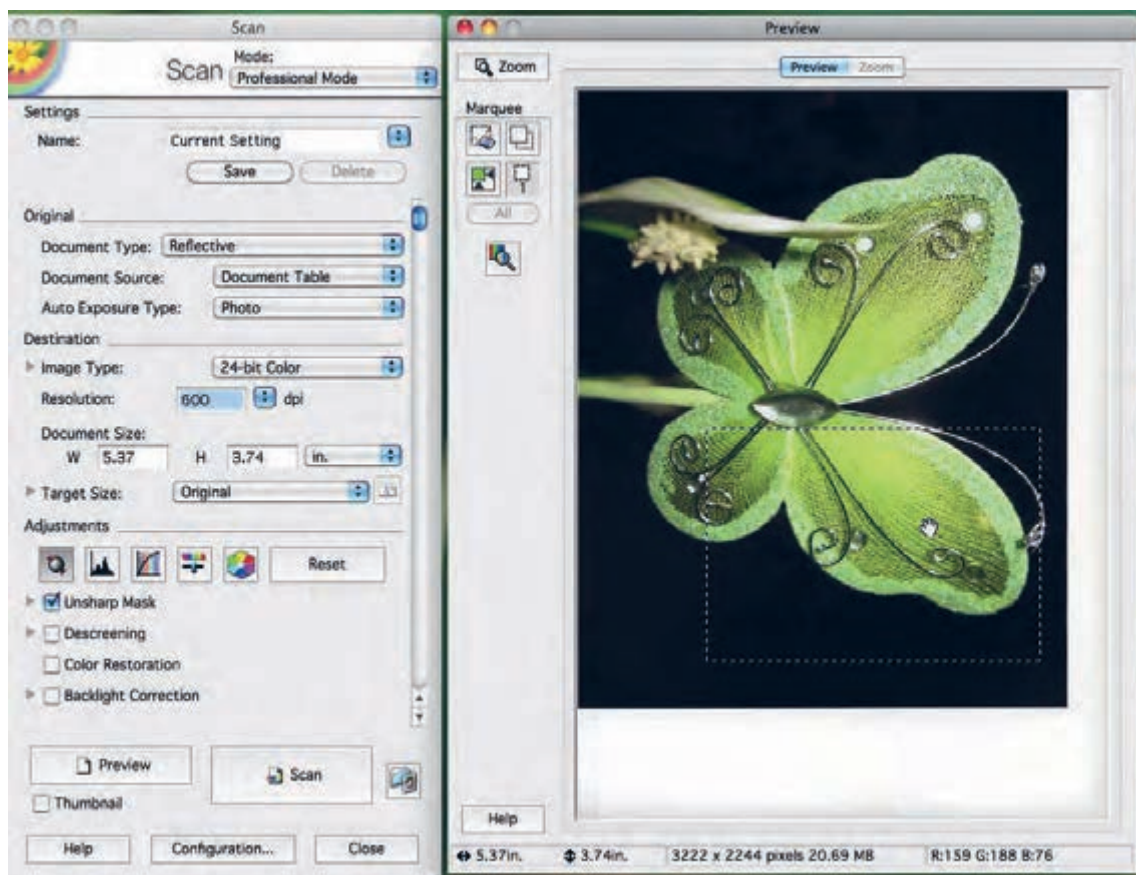 Scan
Mode:
Scan Professional Mode
Settings
Name: Current Setting
Save Delete
Original
Document Type: Reflective
Document Source: Document Table
Auto Exposure Type: Photo
Destination
Image Type: 24-bit Color
Resolution: 600 dpi
Document Size:
W 5.37 H 3.74 in.
Target Size: Original
Adjustments
Reset
Unsharp Mask
Descreening
Color Restoration
Backlight Correction
Preview
Scan
Thumbnail
Help Configuration... Close
Preview
Zoom
Preview Zoom
Marquee
All
Help
5.37in. 3.74in. 3222 x 2244 pixels 20.69 MB R:159 G:188 B:76